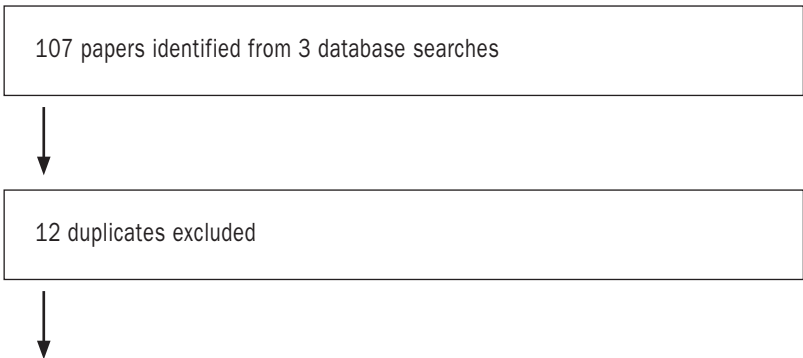 107 papers identified from 3 database searches
12 duplicates excluded